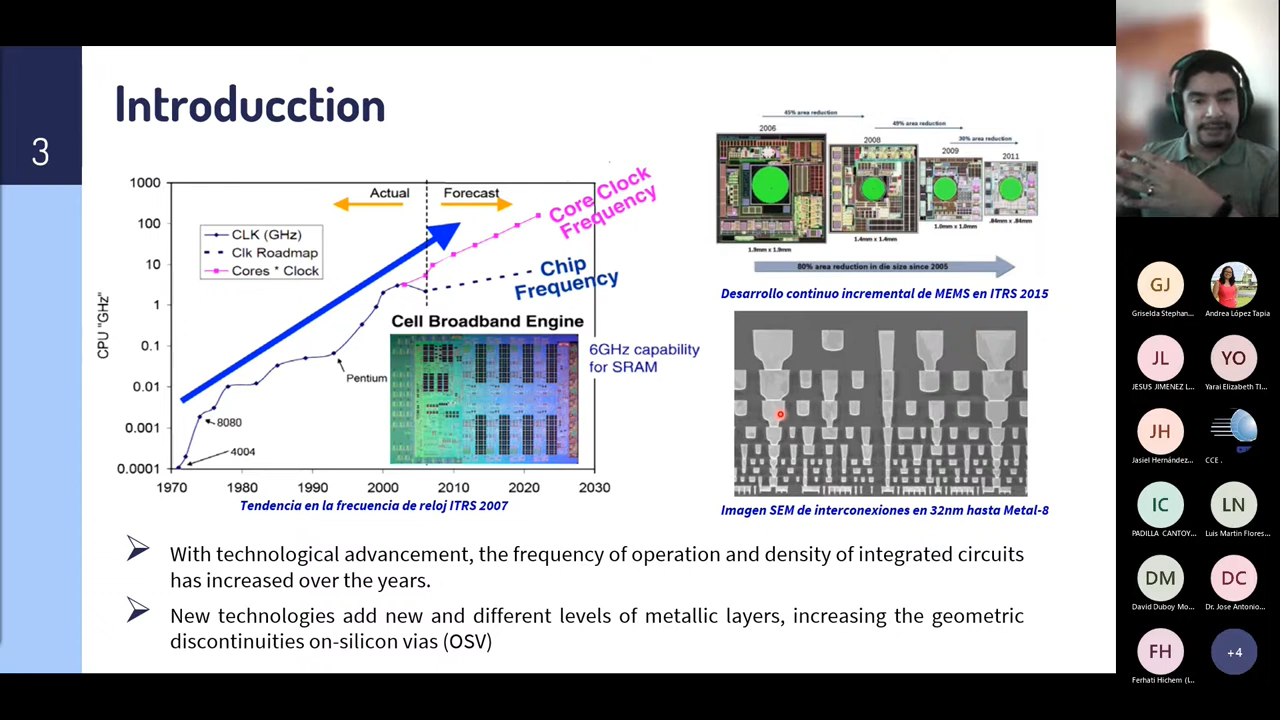 3
Introducction
1000
100
10
1
0.1
0.01
0.001
0.0001
CPU "GHz"
1970
1980
1990
2000
2010
2020
2030
Actual
Forecast
CLK (GHz)
Clk Roadmap
Cores * Clock
Core Clock
Frequency
Chip
Frequency
Cell Broadband Engine
6GHz capability
for SRAM
Pentium
8080
4004
Tendencia en la frecuencia de reloj ITRS 2007
45% area reduction
49% area reduction
30% area reduction
2006
2008
2009
2011
1.9mm x 1.9mm
1.4mm x 1.4mm
1.0mm x 1.0mm
.84mm x .84mm
80% area reduction in die size since 2005
Desarrollo continuo incremental de MEMS en ITRS 2015
Imagen SEM de interconexiones en 32nm hasta Metal-8
With technological advancement, the frequency of operation and density of integrated circuits
has increased over the years.
New technologies add new and different levels of metallic layers, increasing the geometric
discontinuities on-silicon vias (OSV)
GJ
Griselda Stephan...
Andrea López Tapia
JL
JESUS JIMENEZ L...
YO
Yarai Elizabeth Tl...
JH
Jasiel Hernández...
CCE .
IC
PADILLA CANTOY...
LN
Luis Martin Flores...
DM
David Duboy Mo...
DC
Dr. Jose Antonio...
FH
Ferhati Hichem (L...
+4